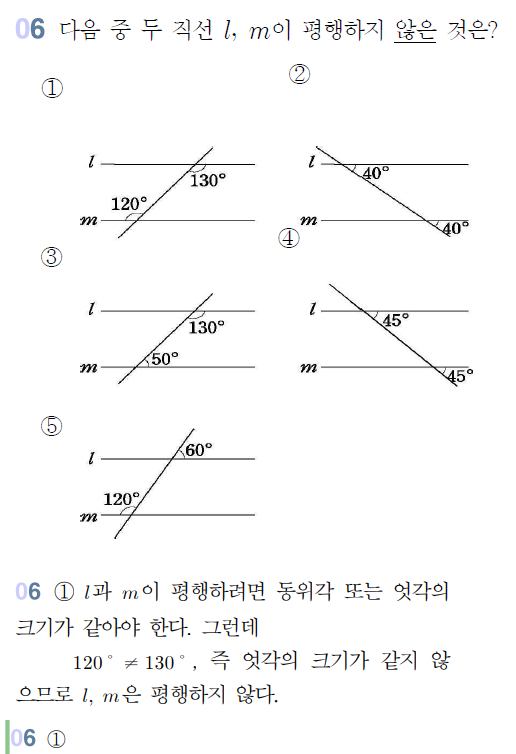 06 다음 중 두 직선 l, m이 평행하지 않은 것은?
①
l
130°
120°
m
②
l
40°
m
40°
③
l
130°
50°
m
④
l
45°
m
45°
⑤
l
60°
120°
m
06 ① l과 m이 평행하려면 동위각 또는 엇각의
크기가 같아야 한다. 그런데
120° ≠ 130°, 즉 엇각의 크기가 같지 않
으므로 l, m은 평행하지 않다.
06 ①